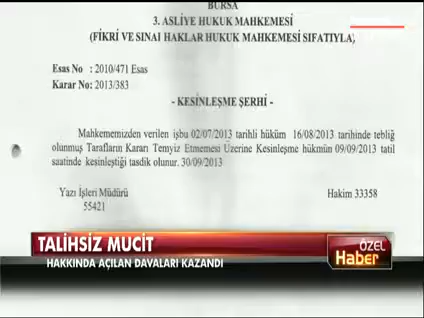 BURSA
3. ASLİYE HUKUK MAHKEMESİ
(FİKRİ VE SINAİ HAKLAR HUKUK MAHKEMESİ SIFATIYLA)
Esas No : 2010/471 Esas
Karar No: 2013/383
- KESİNLEŞME ŞERHİ -
Mahkememizden verilen işbu 02/07/2013 tarihli hüküm 16/08/2013 tarihinde tebliğ
olunmuş Tarafların Kararı Temyiz Etmemesi Üzerine Kesinleşme hükmün 09/09/2013 tatil
saatinde kesinleştiği tasdik olunur. 30/09/2013
Yazı İşleri Müdürü
55421
Hakim 33358
TALİHSİZ MUCİT
HAKKINDA AÇILAN DAVALARI KAZANDI
ÖZEL
Haber